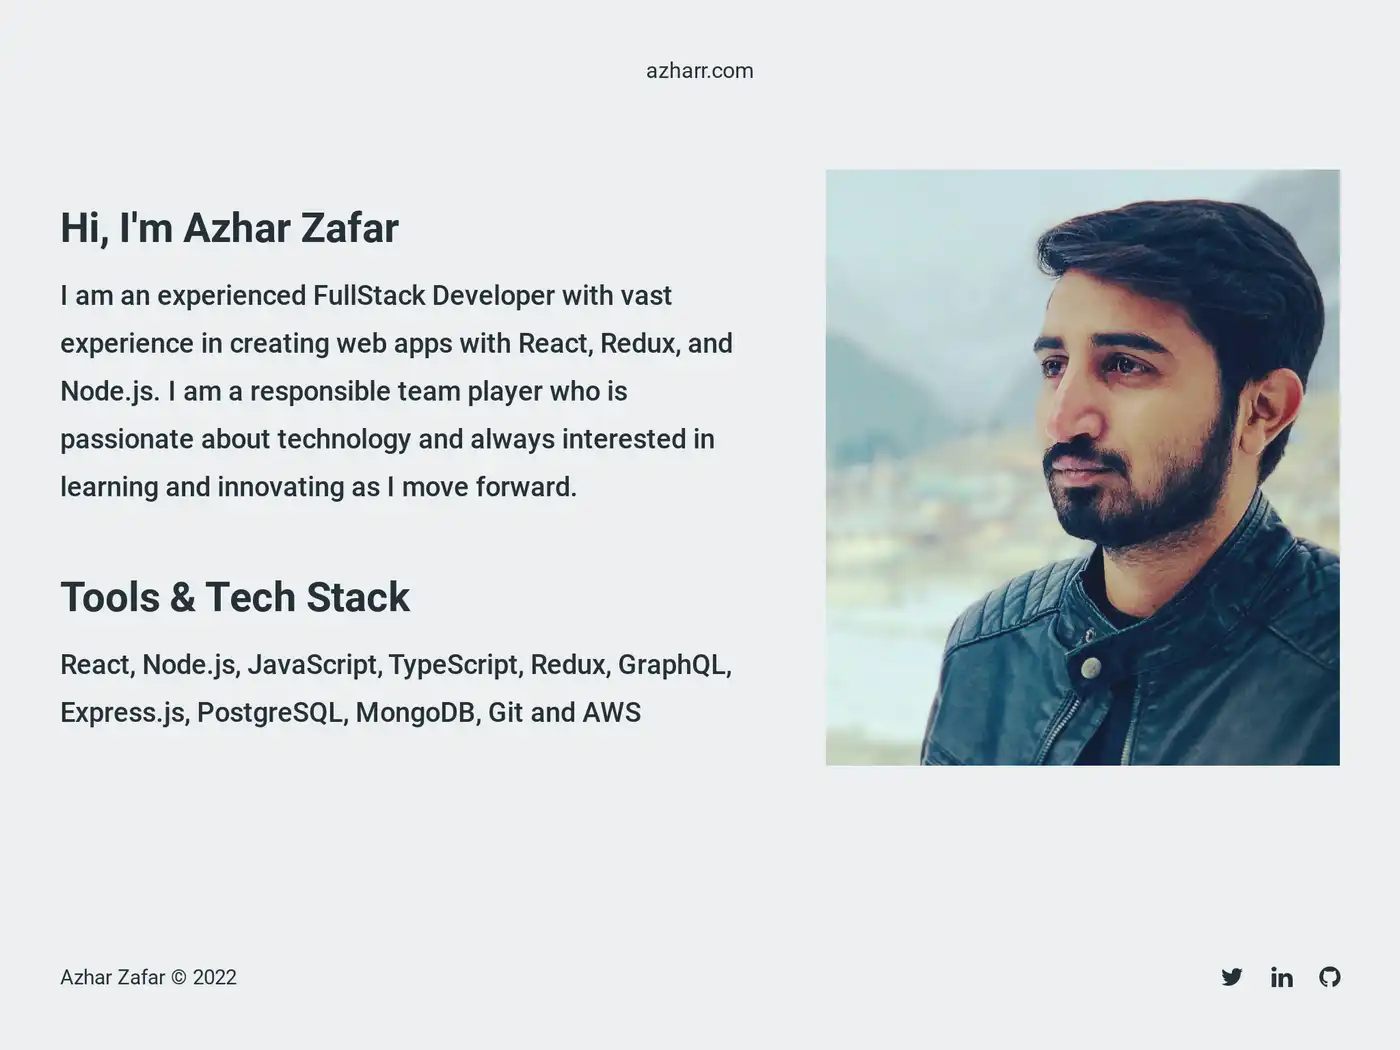 azharr.com
Hi, I'm Azhar Zafar
I am an experienced FullStack Developer with vast
experience in creating web apps with React, Redux, and
Node.js. I am a responsible team player who is
passionate about technology and always interested in
learning and innovating as I move forward.
Tools & Tech Stack
React, Node.js, JavaScript, TypeScript, Redux, GraphQL,
Express.js, PostgreSQL, MongoDB, Git and AWS
Azhar Zafar © 2022